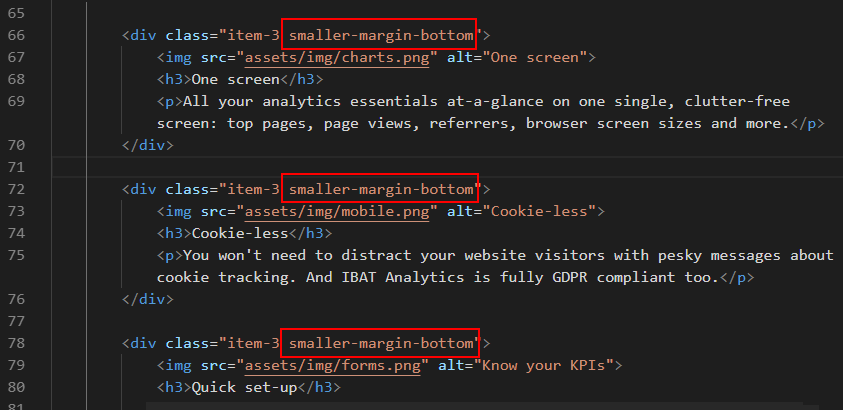 65
66 <div class="item-3 smaller-margin-bottom">
67 <img src="assets/img/charts.png" alt="One screen">
68 <h3>One screen</h3>
69 <p>All your analytics essentials at-a-glance on one single, clutter-free
screen: top pages, page views, referrers, browser screen sizes and more.</p>
70 </div>
71
72 <div class="item-3 smaller-margin-bottom">
73 <img src="assets/img/mobile.png" alt="Cookie-less">
74 <h3>Cookie-less</h3>
75 <p>You won't need to distract your website visitors with pesky messages about
cookie tracking. And IBAT Analytics is fully GDPR compliant too.</p>
76 </div>
77
78 <div class="item-3 smaller-margin-bottom">
79 <img src="assets/img/forms.png" alt="Know your KPIs">
80 <h3>Quick set-up</h3>
81